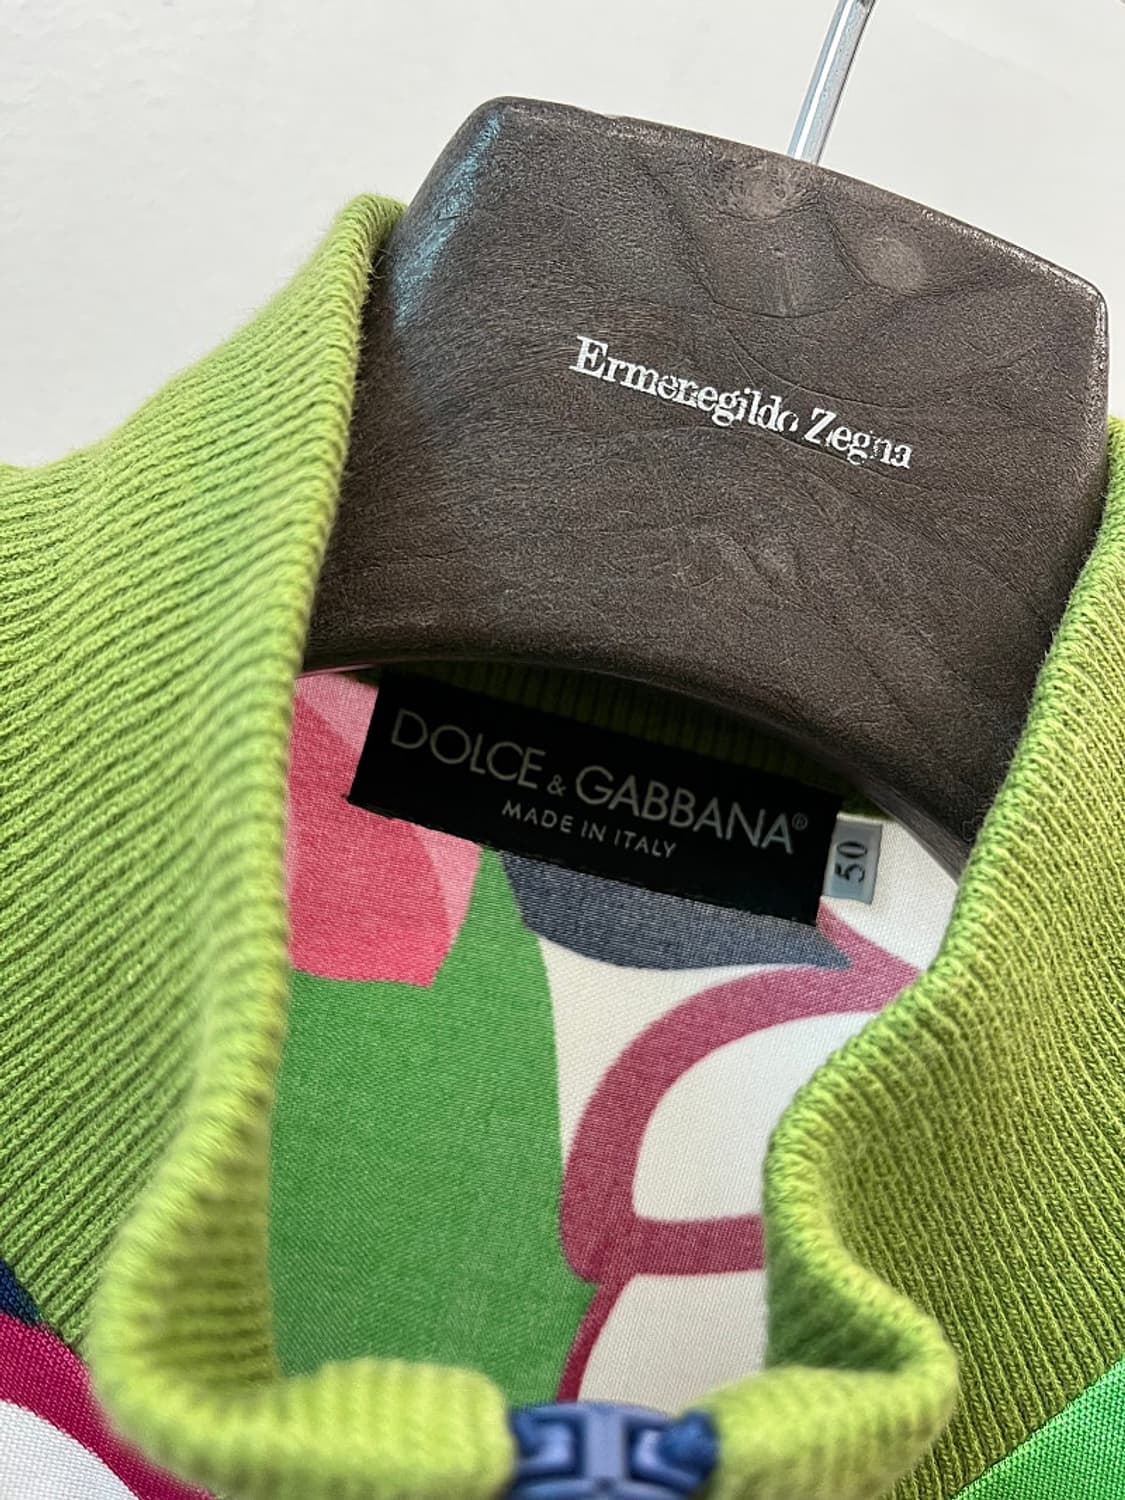 Ermenegildo Zegna
DOLCE & GABBANA®
MADE IN ITALY
50